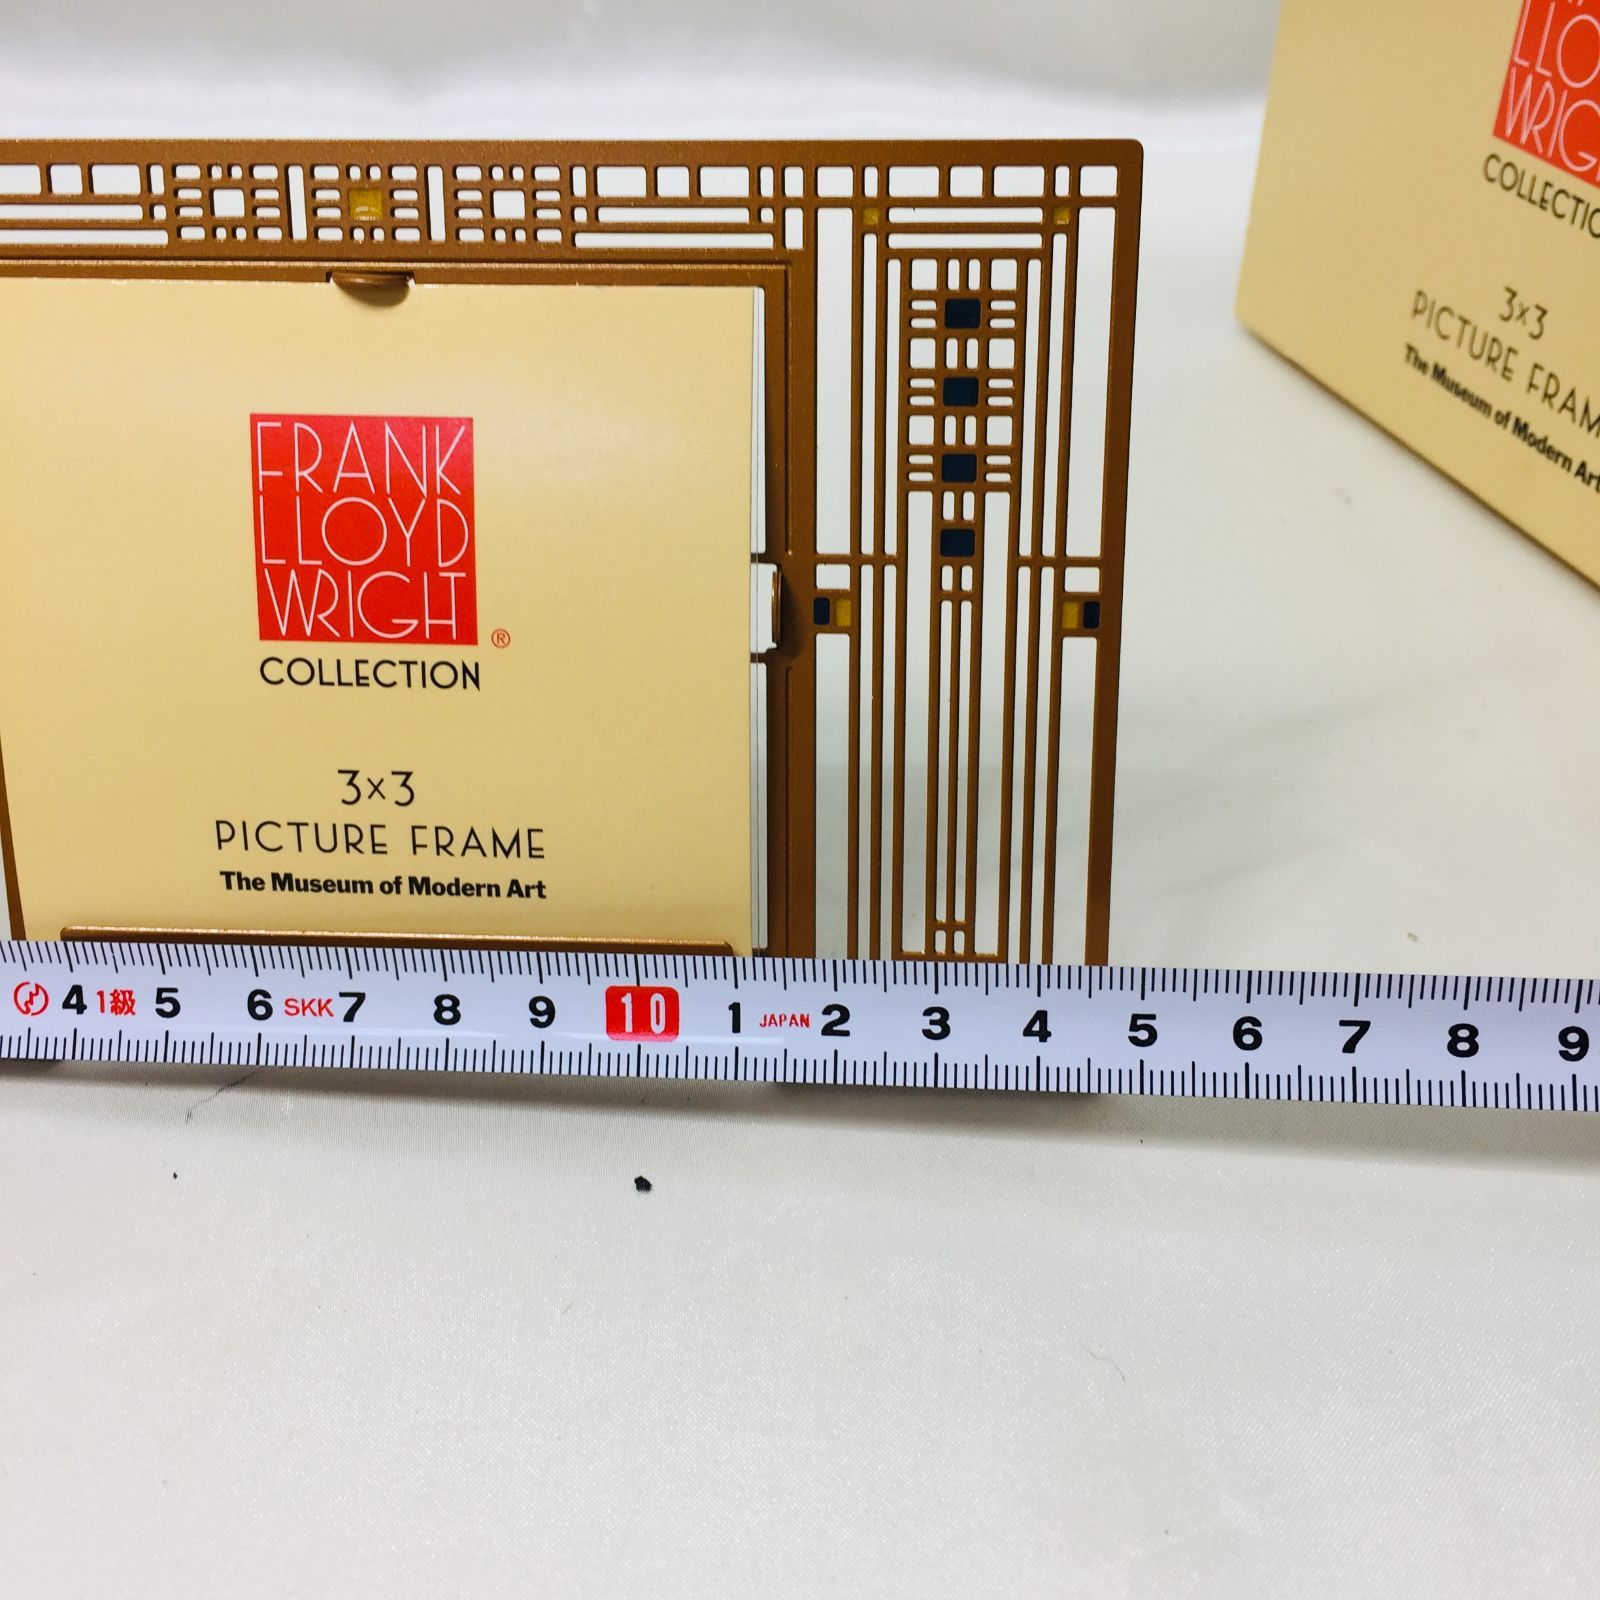 FRANK
LLOYD
WRIGHT
®
COLLECTION
3×3
PICTURE FRAME
The Museum of Modern Art
LLO
WRIG
COLLECTIO
3×3
PICTURE FRAM
The Museum of Modern Art
4 1級 5 6 SKK 7 8 9 10 1 JAPAN 2 3 4 5 6 7 8 9